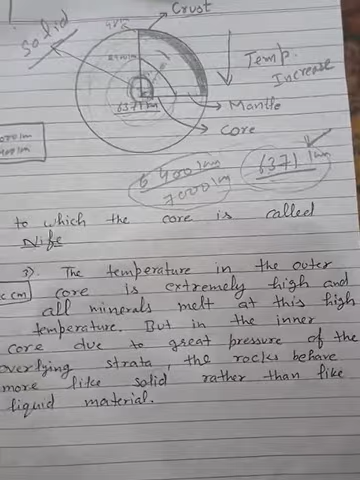 Crust
Solid
Temp.
Increase
6371 km
Mantle
Core
6400 km
7000 km
6371 km
to which the core is called
Nife
The temperature in the outer
core is extremely high and
all minerals melt at this high
temperature. But in the inner
core due to great pressure of the
overlying strata, the rocks behave
more like solid rather than like
liquid material.